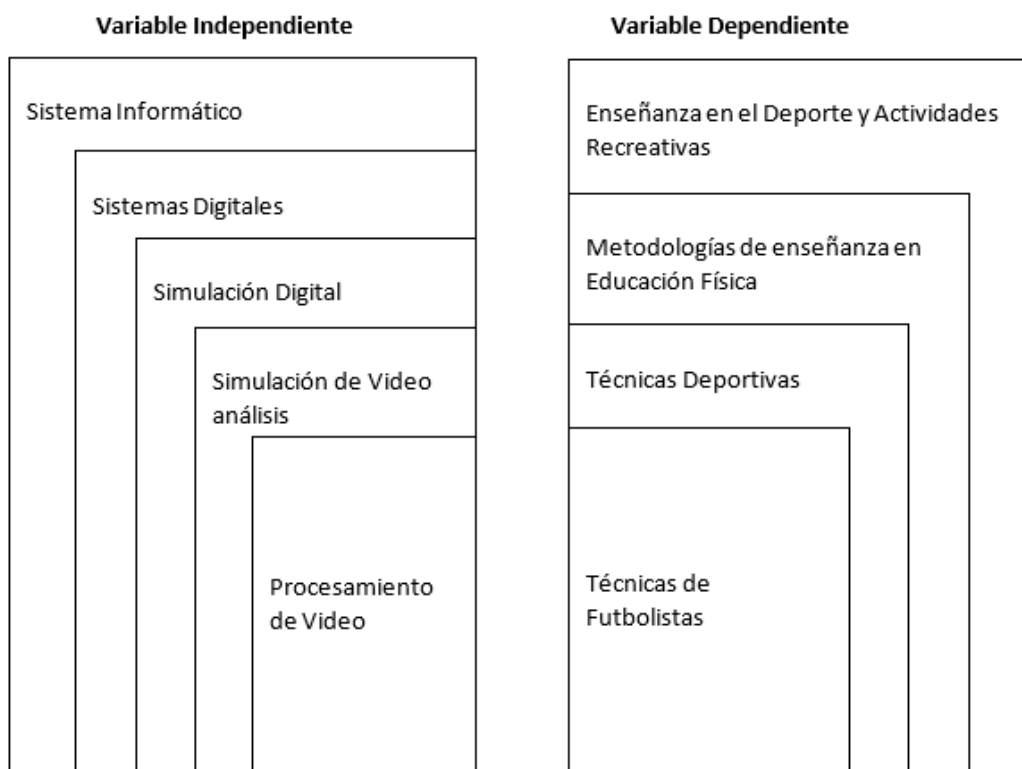 Variable Independiente
Sistema Informático
Sistemas Digitales
Simulación Digital
Simulación de Video
análisis
Procesamiento
de Video
Variable Dependiente
Enseñanza en el Deporte y Actividades
Recreativas
Metodologías de enseñanza en
Educación Física
Técnicas Deportivas
Técnicas de
Futbolistas